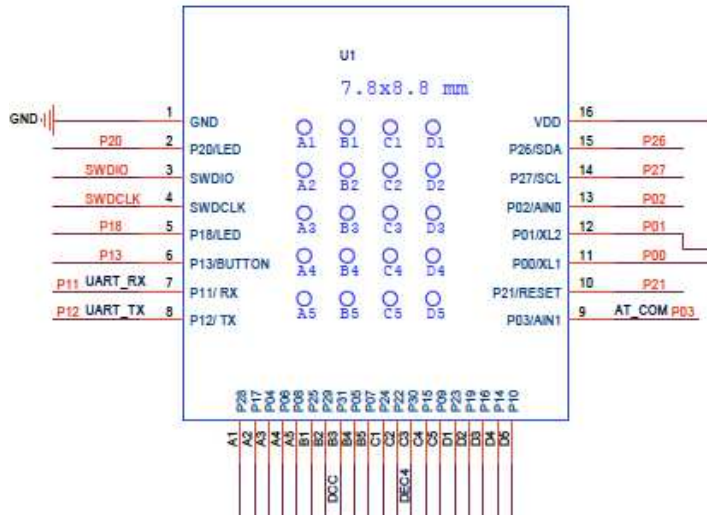 U1
7.8x8.8 mm
GND 1 GND
P20 2 P20/LED
SWDIO 3 SWDIO
SWDCLK 4 SWDCLK
P18 5 P18/LED
P13 6 P13/BUTTON
P11 UART_RX 7 P11/ RX
P12 UART_TX 8 P12/ TX
A1 B1 C1 D1
A2 B2 C2 D2
A3 B3 C3 D3
A4 B4 C4 D4
A5 B5 C5 D5
VDD 16
P26/SDA 15 P26
P27/SCL 14 P27
P02/AIN0 13 P02
P01/XL2 12 P01
P00/XL1 11 P00
P21/RESET 10 P21
P03/AIN1 9 AT_COM P03
P28 P17 P04 P06 P08 P25 P29 P31 P05 P07 P24 P22 P30 P15 P09 P23 P19 P16 P14 P10
A1 A2 A3 A4 A5 B1 B2 B3 B4 B5 C1 C2 C3 C4 C5 D1 D2 D3 D4 D5
DCC DEC4